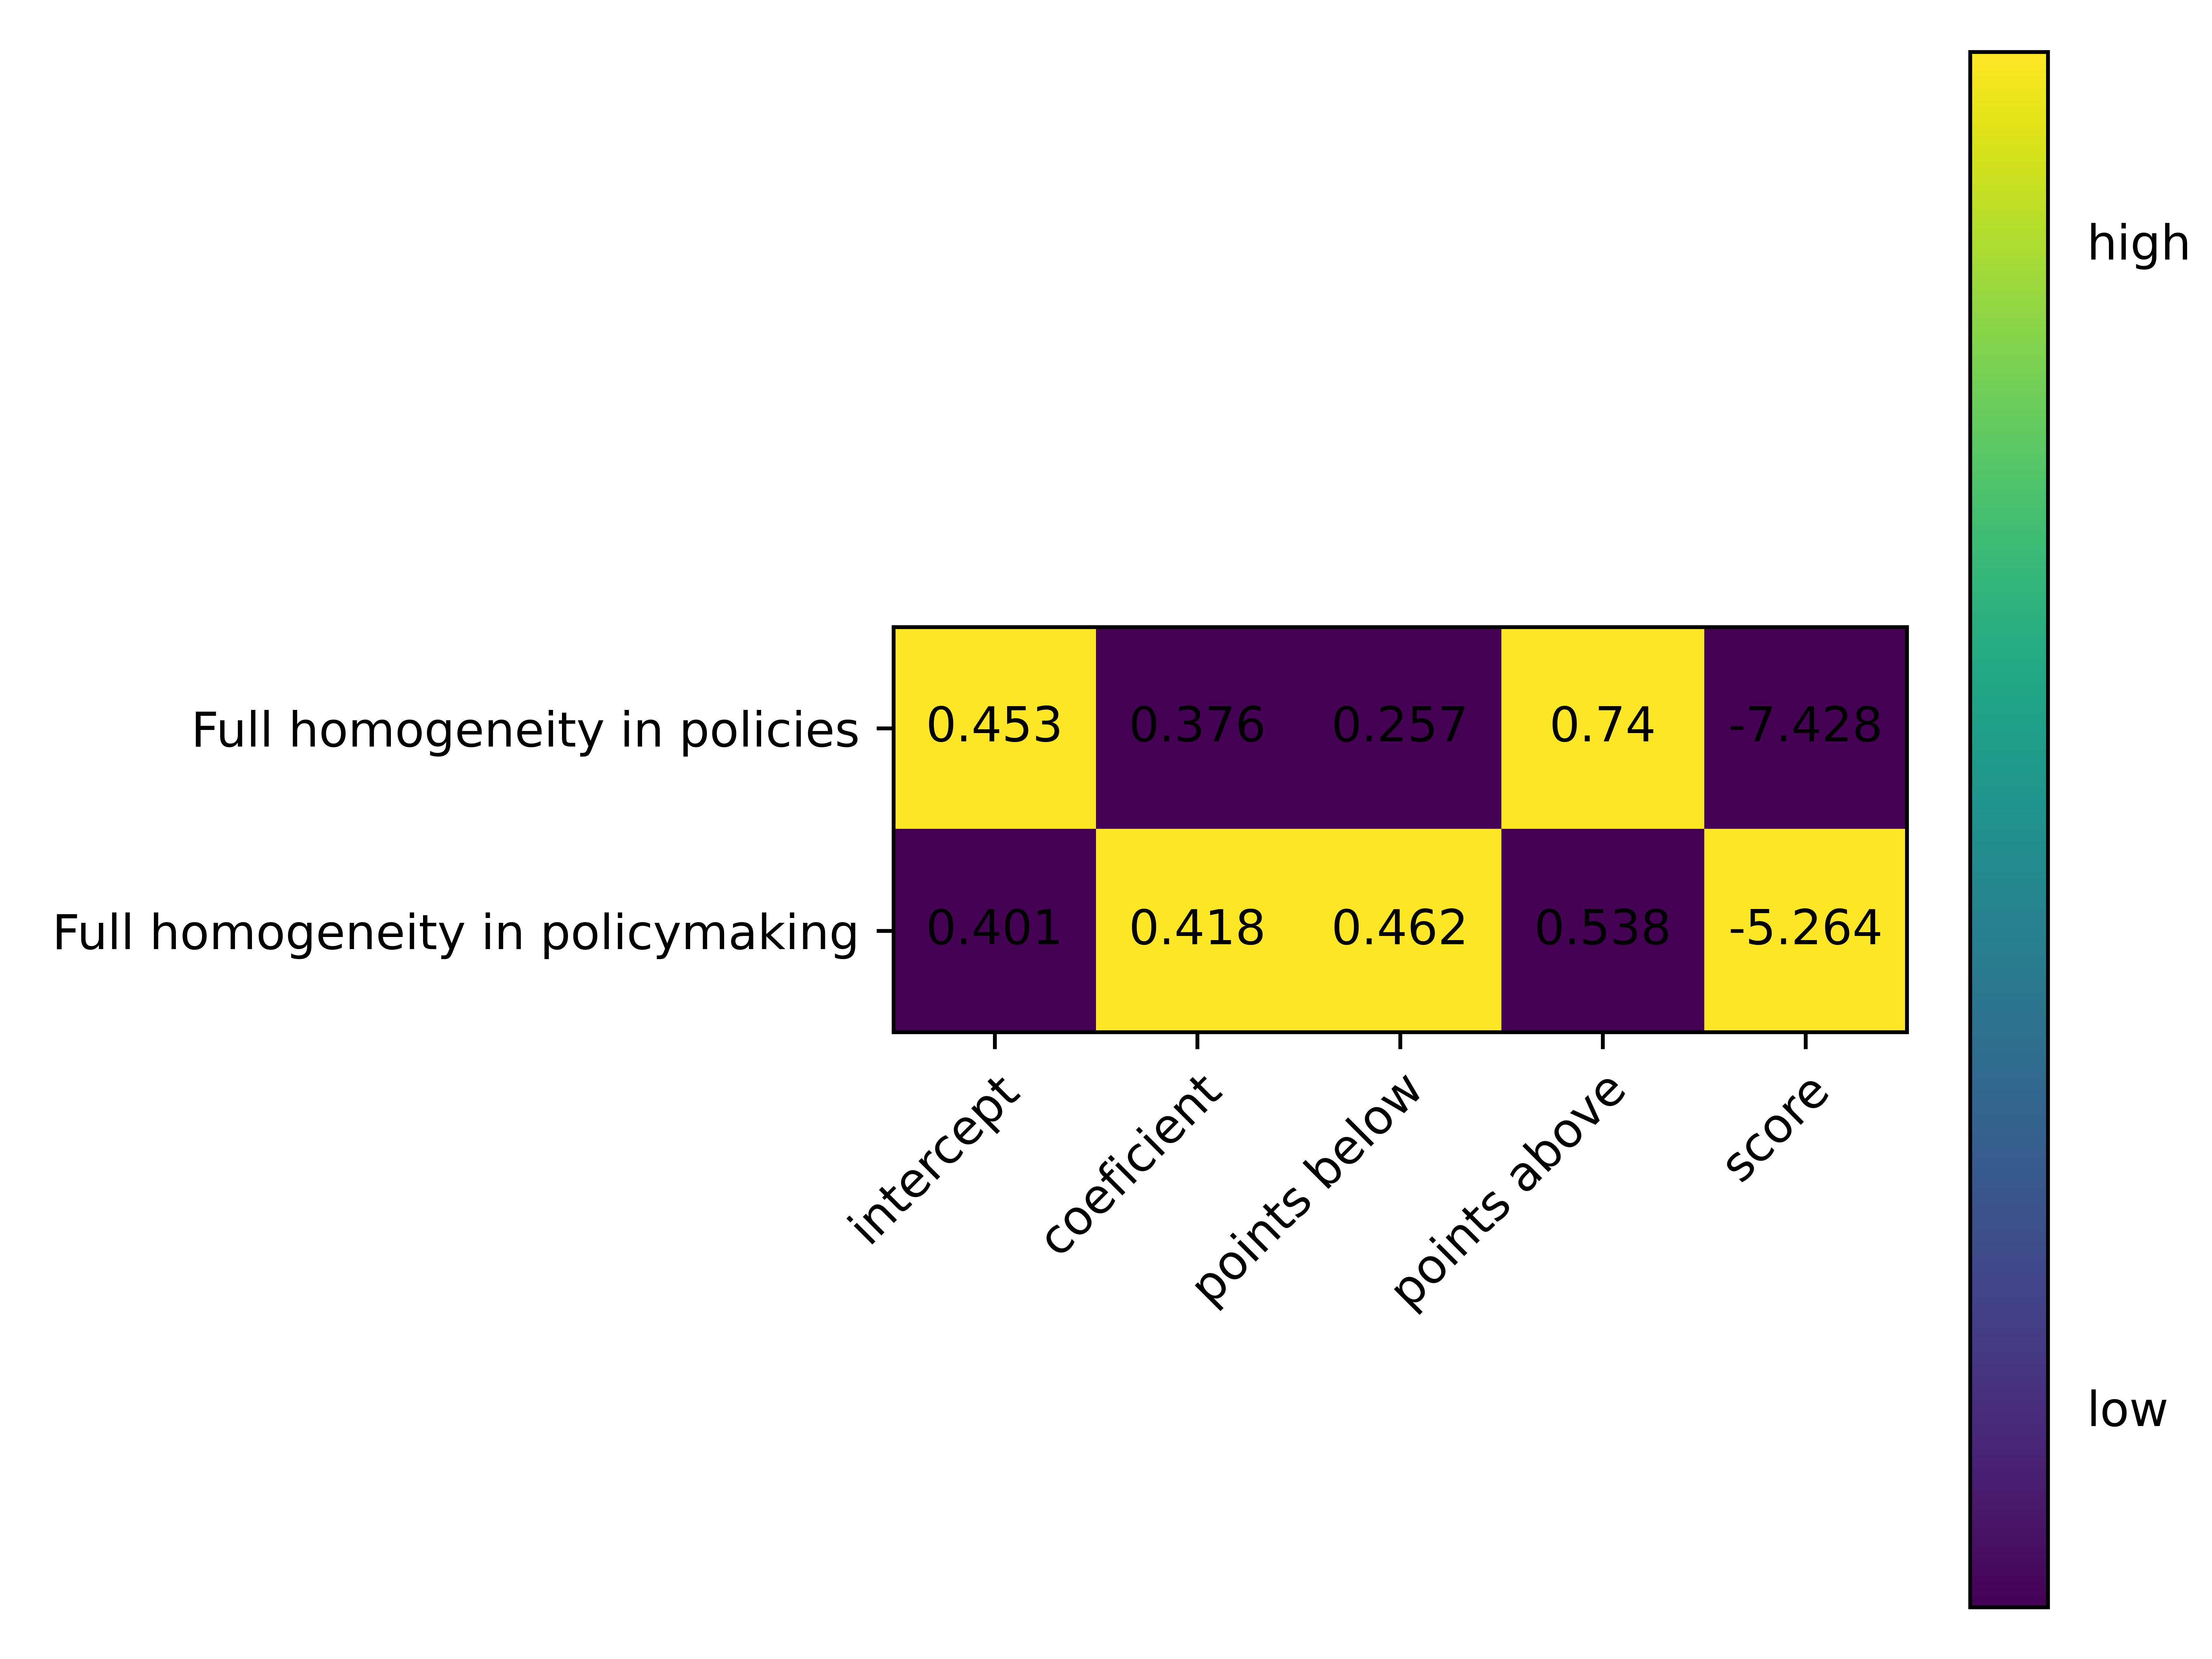 high
Full homogeneity in policies 0.453 0.376 0.257 0.74 -7.428
Full homogeneity in policymaking 0.401 0.418 0.462 0.538 -5.264
intercept
coeficient
points below
points above
score
low